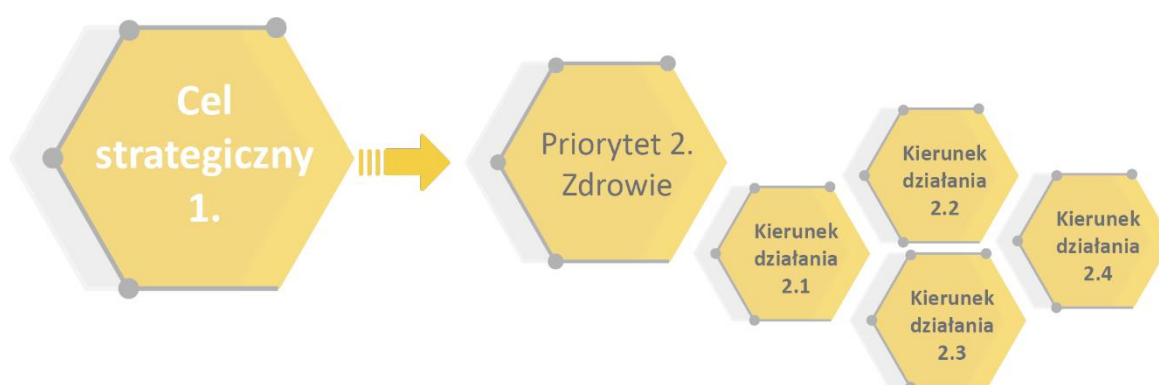 Cel
strategiczny
1.
Priorytet 2.
Zdrowie
Kierunek
działania
2.1
Kierunek
działania
2.2
Kierunek
działania
2.3
Kierunek
działania
2.4